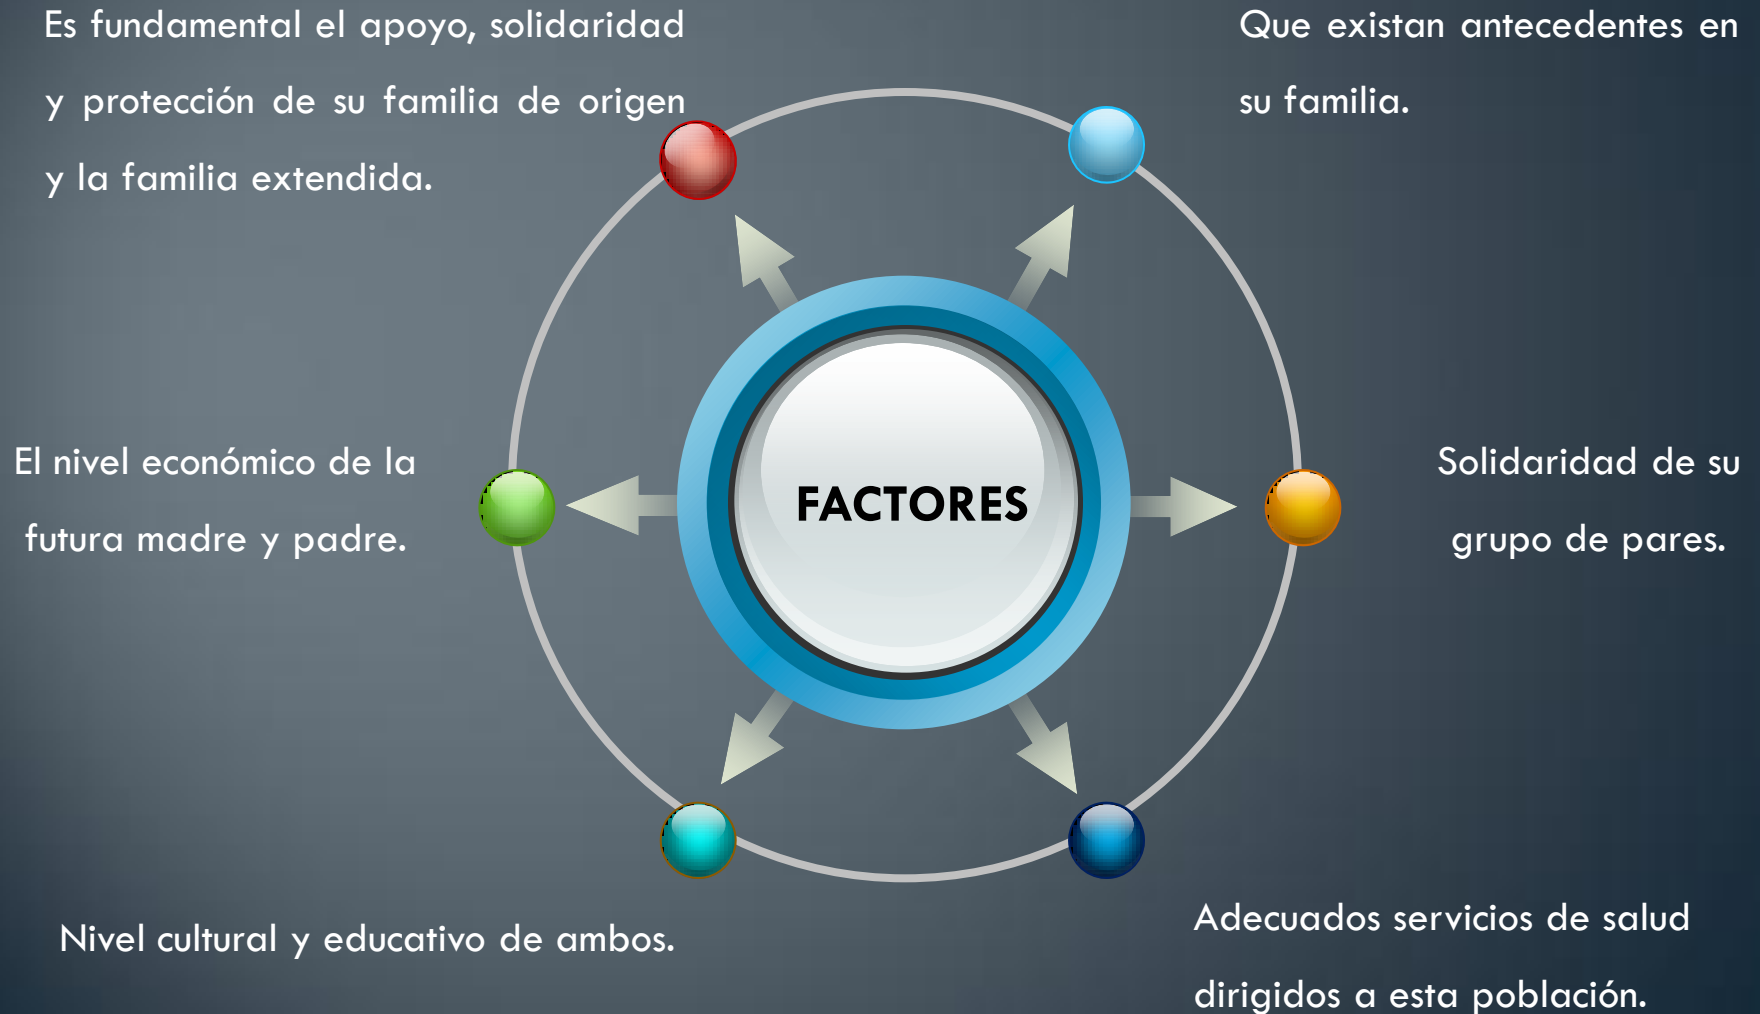 Es fundamental el apoyo, solidaridad
y protección de su familia de origen
y la familia extendida.
Que existan antecedentes en
su familia.
El nivel económico de la
futura madre y padre.
FACTORES
Solidaridad de su
grupo de pares.
Nivel cultural y educativo de ambos.
Adecuados servicios de salud
dirigidos a esta población.